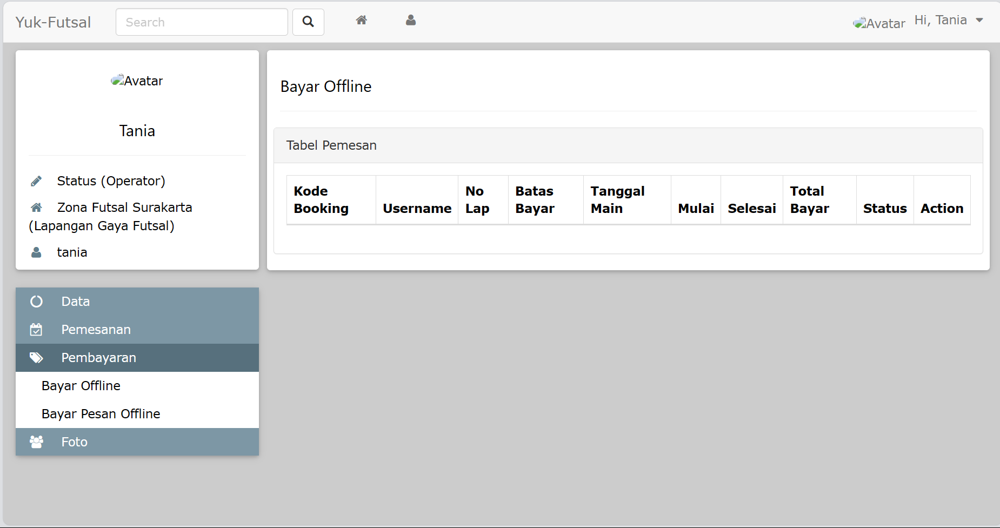 Yuk-Futsal
Search
Avatar
Hi, Tania
Avatar
Tania
Status (Operator)
Zona Futsal Surakarta
(Lapangan Gaya Futsal)
tania
Data
Pemesanan
Pembayaran
Bayar Offline
Bayar Pesan Offline
Foto
Bayar Offline
Tabel Pemesan
Kode Booking
Username
No Lap
Batas Bayar
Tanggal Main
Mulai
Selesai
Total Bayar
Status
Action